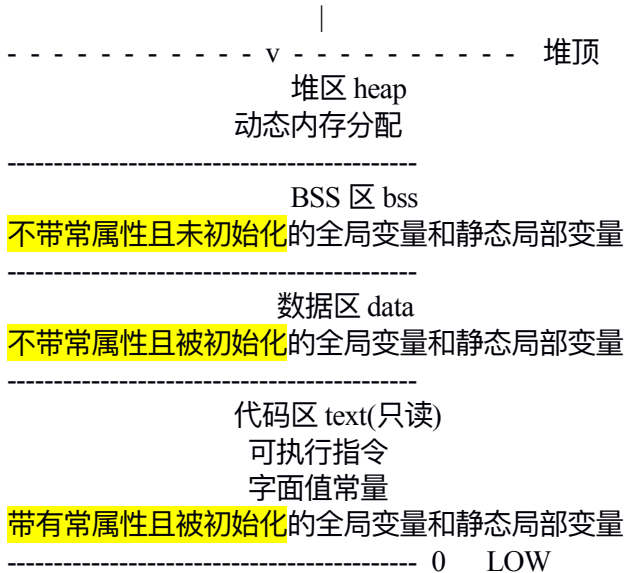 |
- - - - - - - - - - - v - - - - - - - - - -  堆顶
堆区 heap
动态内存分配
---------------------------------------------
BSS 区 bss
不带常属性且未初始化的全局变量和静态局部变量
---------------------------------------------
数据区 data
不带常属性且被初始化的全局变量和静态局部变量
---------------------------------------------
代码区 text(只读)
可执行指令
字面值常量
带有常属性且被初始化的全局变量和静态局部变量
--------------------------------------------- 0 LOW